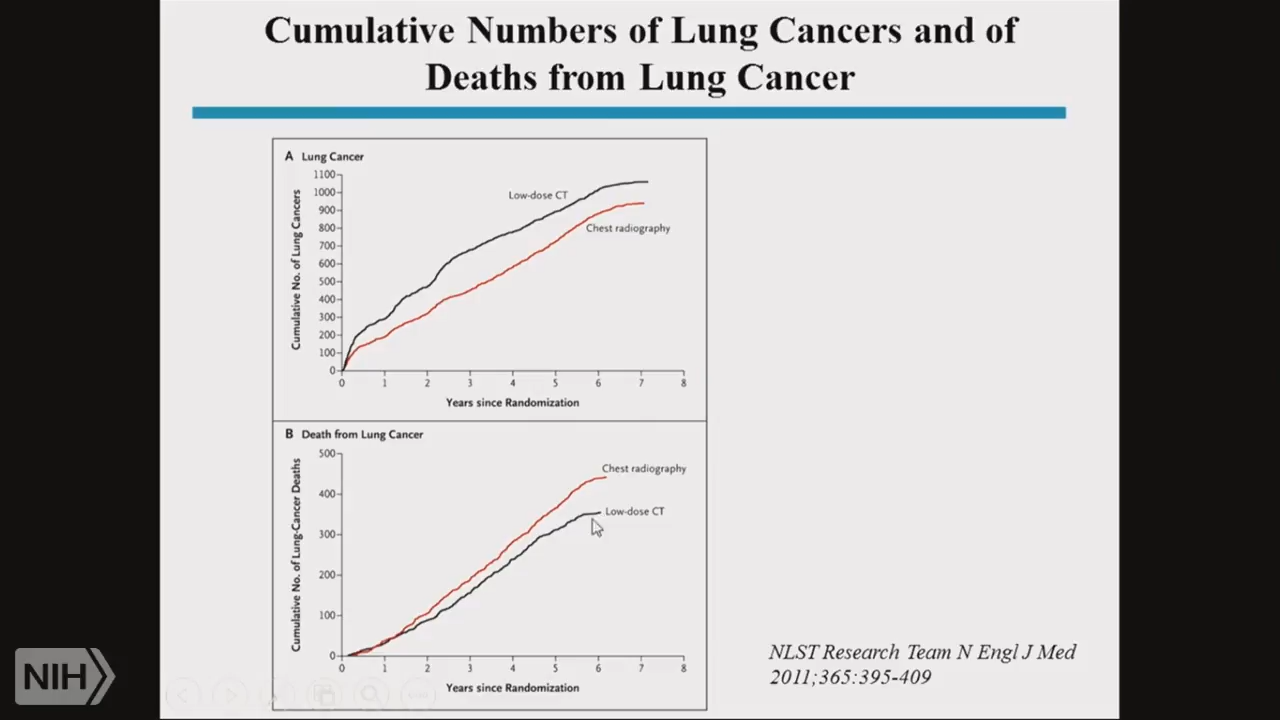 Cumulative Numbers of Lung Cancers and of
Deaths from Lung Cancer
A Lung Cancer
1100
1000
900
800
700
600
500
400
300
200
100
0
Cumulative No. of Lung Cancers
Low-dose CT
Chest radiography
0 1 2 3 4 5 6 7 8
Years since Randomization
B Death from Lung Cancer
500
400
300
200
100
0
Cumulative No. of Lung-Cancer Deaths
Chest radiography
Low-dose CT
0 1 2 3 4 5 6 7 8
Years since Randomization
NLST Research Team N Engl J Med
2011;365:395-409
NIH